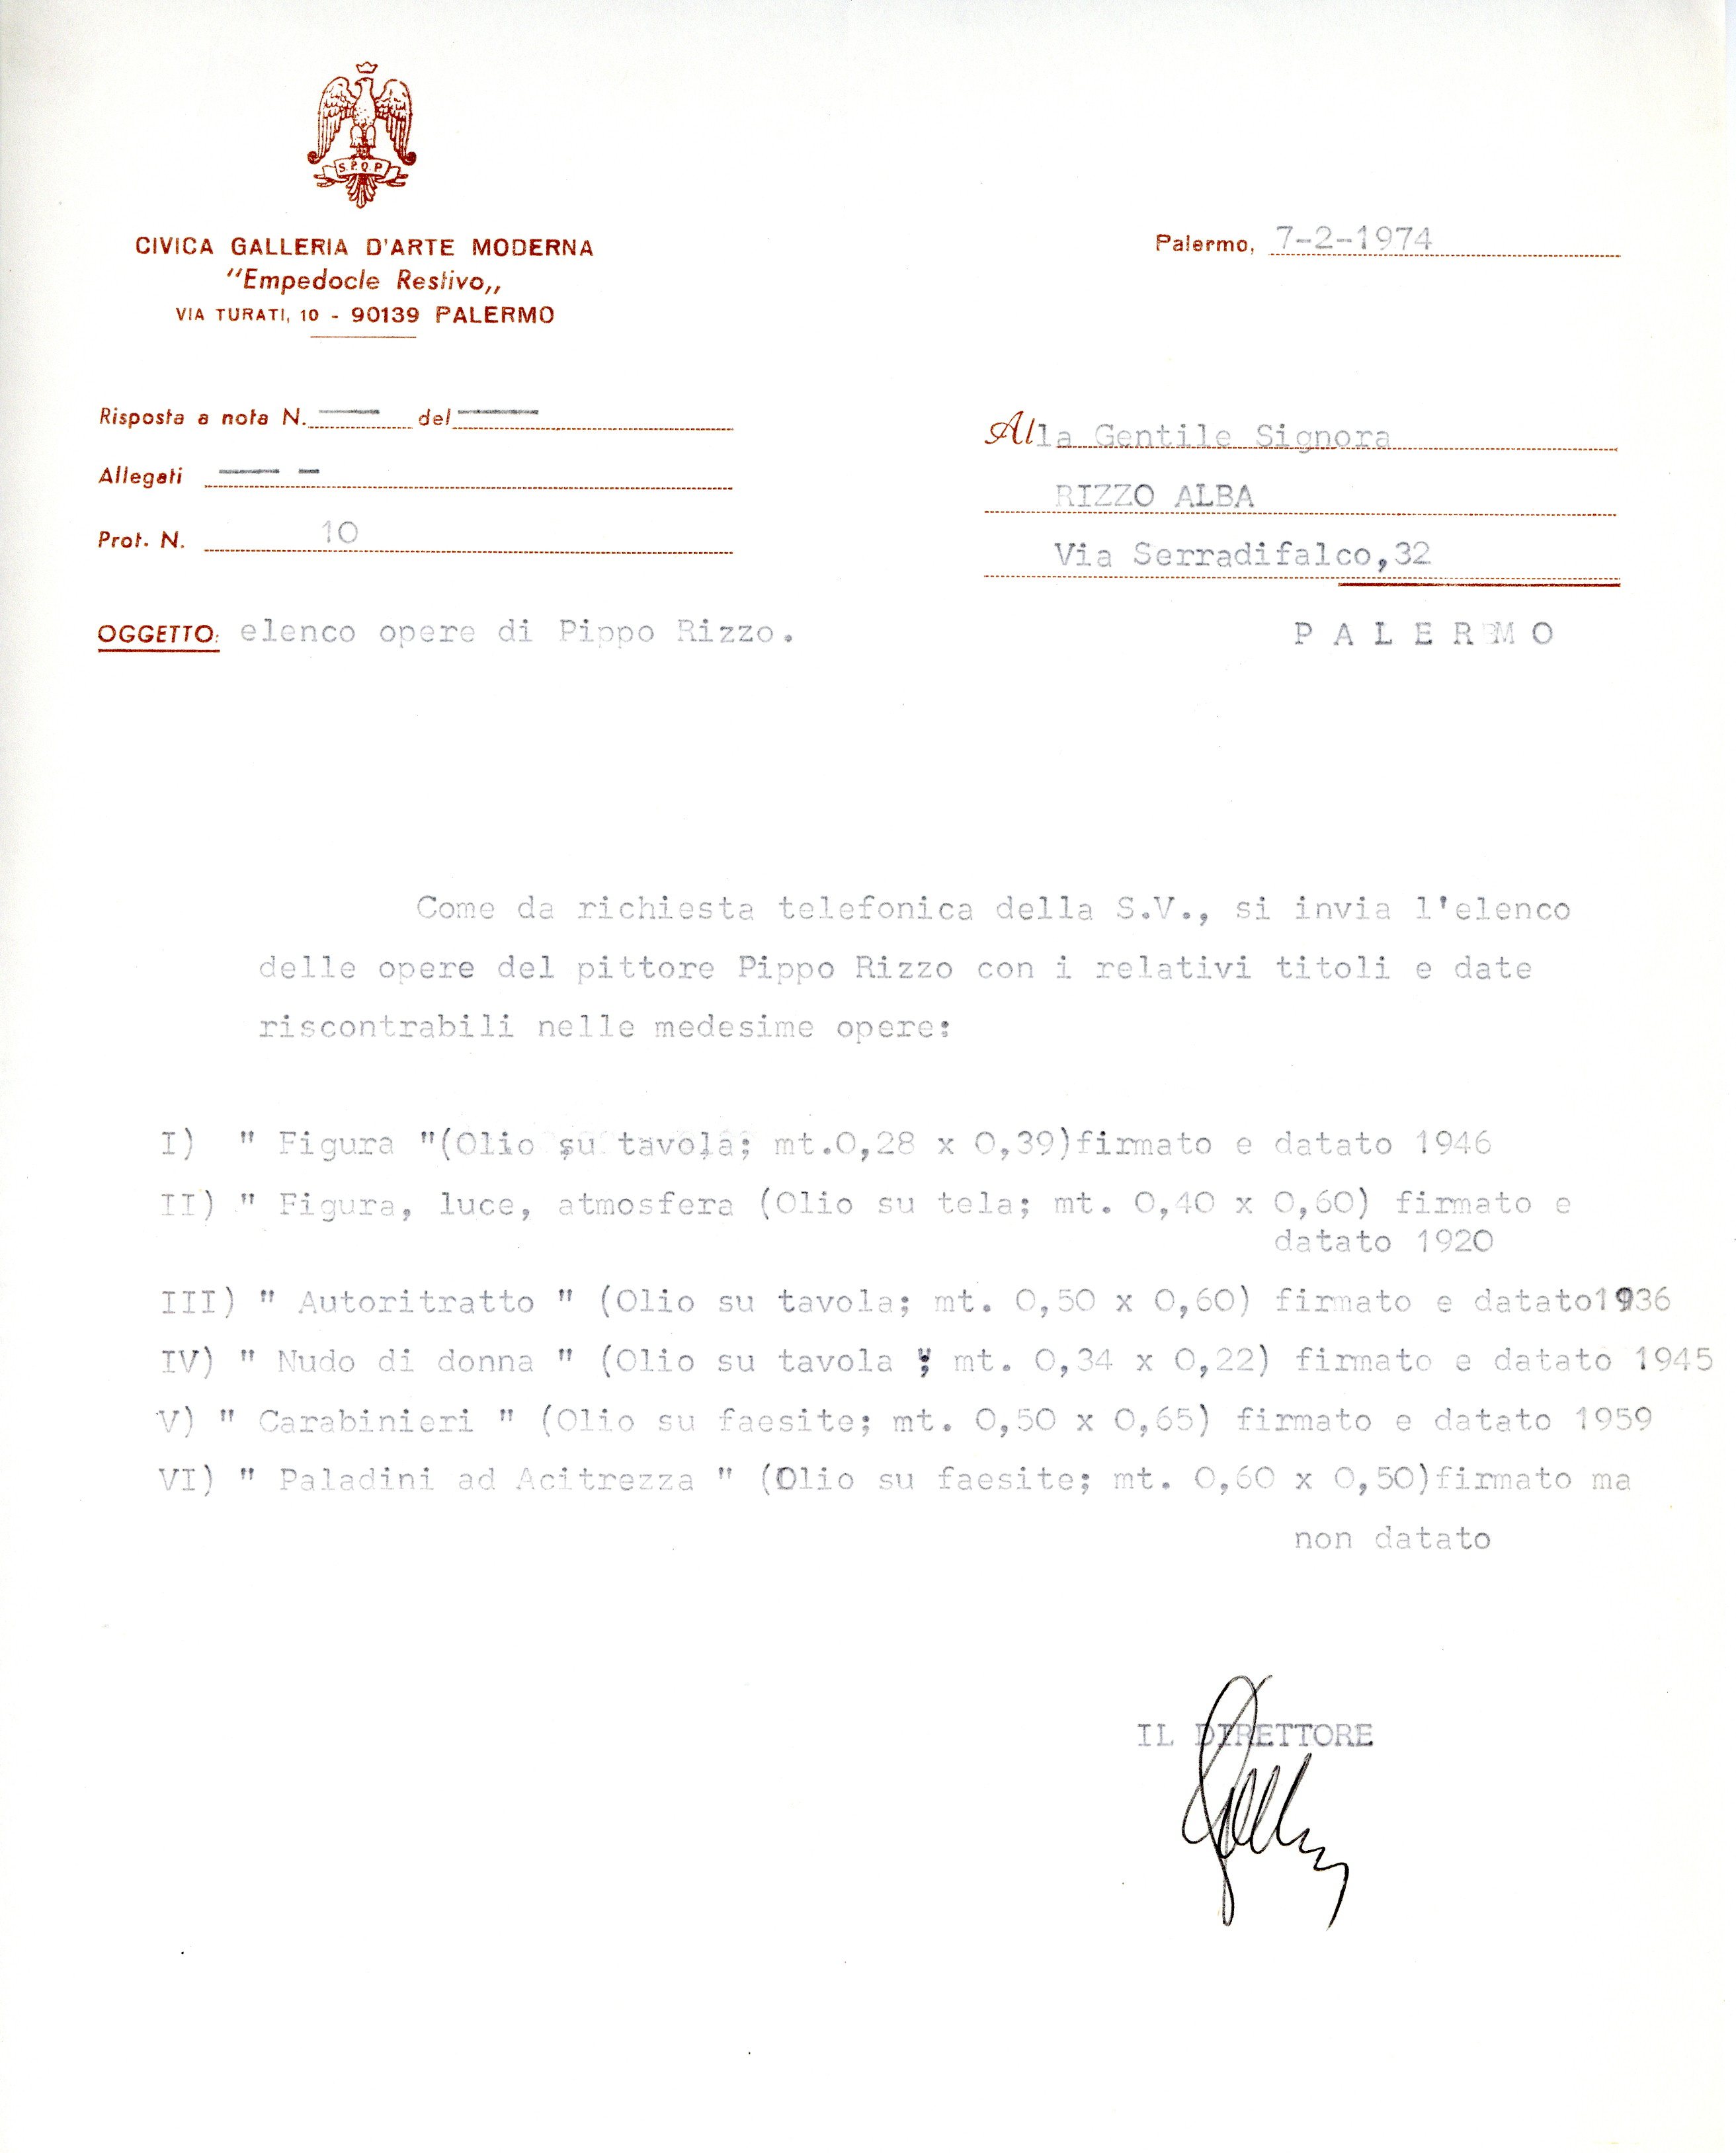 S.P.Q.P
CIVICA GALLERIA D'ARTE MODERNA
"Empedocle Restivo„
VIA TURATI, 10 - 90139 PALERMO
Palermo, 7-2-1974
Risposta a nota N. ---- del ----
Allegati ---- --
Prot. N. 10
OGGETTO: elenco opere di Pippo Rizzo.
Alla Gentile Signora
RIZZO ALBA
Via Serradifalco,32
P A L E R M O
Come da richiesta telefonica della S.V., si invia l'elenco
delle opere del pittore Pippo Rizzo con i relativi titoli e date
riscontrabili nelle medesime opere:
I) " Figura "(Olio su tavola; mt.0,28 x 0,39)firmato e datato 1946
II) " Figura, luce, atmosfera (Olio su tela; mt. 0,40 x 0,60) firmato e
datato 1920
III) " Autoritratto " (Olio su tavola; mt. 0,50 x 0,60) firmato e datato1936
IV) " Nudo di donna " (Olio su tavola ; mt. 0,34 x 0,22) firmato e datato 1945
V) " Carabinieri " (Olio su faesite; mt. 0,50 x 0,65) firmato e datato 1959
VI) " Paladini ad Acitrezza " (Olio su faesite; mt. 0,60 x 0,50)firmato ma
non datato
IL DIRETTORE